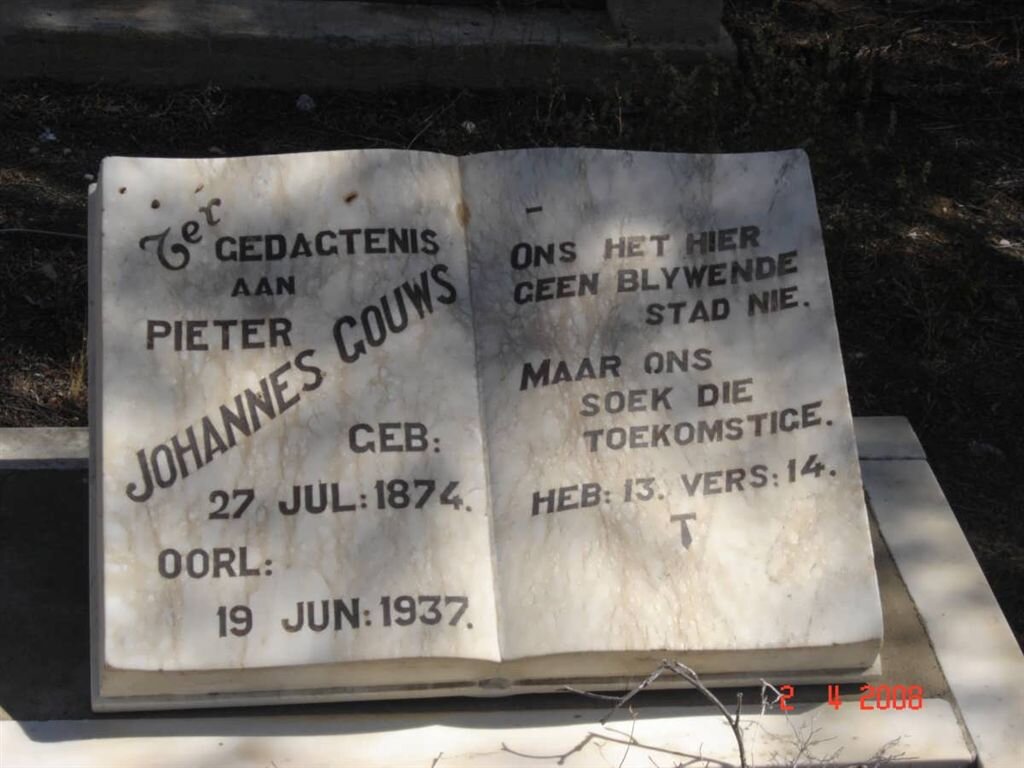 Ter GEDAGTENIS
AAN
PIETER
JOHANNES GOUWS
GEB:
27 JUL: 1874.
OORL:
19 JUN: 1937.
ONS HET HIER
GEEN BLYWENDE
STAD NIE.
MAAR ONS
SOEK DIE
TOEKOMSTIGE.
HEB: 13. VERS: 14.
2 4 2008